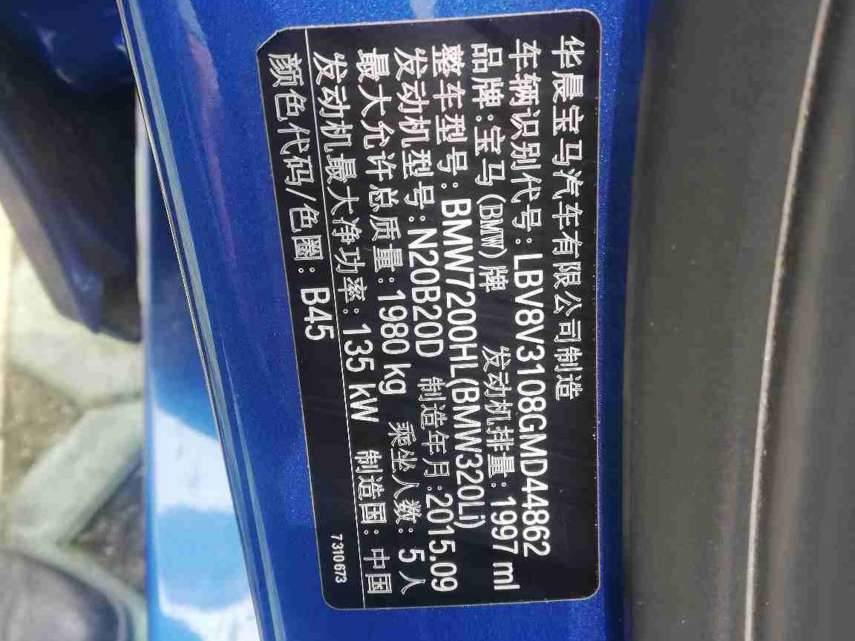 华晨宝马汽车有限公司制造
车辆识别代号: LBV8V3108GMD44862
品牌:宝马(BMW)牌 发动机排量:1997 ml
整车型号: BMW7200HL(BMW320Li)
发动机型号: N20B20D 制造年月:2015.09
最大允许总质量: 1980 kg 乘坐人数: 5 人
发动机最大净功率: 135 kW 制造国: 中国
颜色代码/色圈: B45
7310673